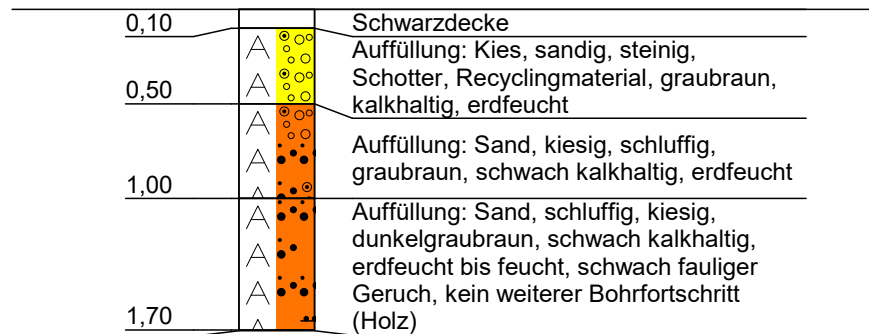 0,10
Schwarzdecke
Auffüllung: Kies, sandig, steinig,
Schotter, Recyclingmaterial, graubraun,
kalkhaltig, erdfeucht
0,50
A
A
A
Auffüllung: Sand, kiesig, schluffig,
graubraun, schwach kalkhaltig, erdfeucht
A
1,00
A
A
Auffüllung: Sand, schluffig, kiesig,
dunkelgraubraun, schwach kalkhaltig,
erdfeucht bis feucht, schwach fauliger
Geruch, kein weiterer Bohrfortschritt
(Holz)
A
A
1,70
A